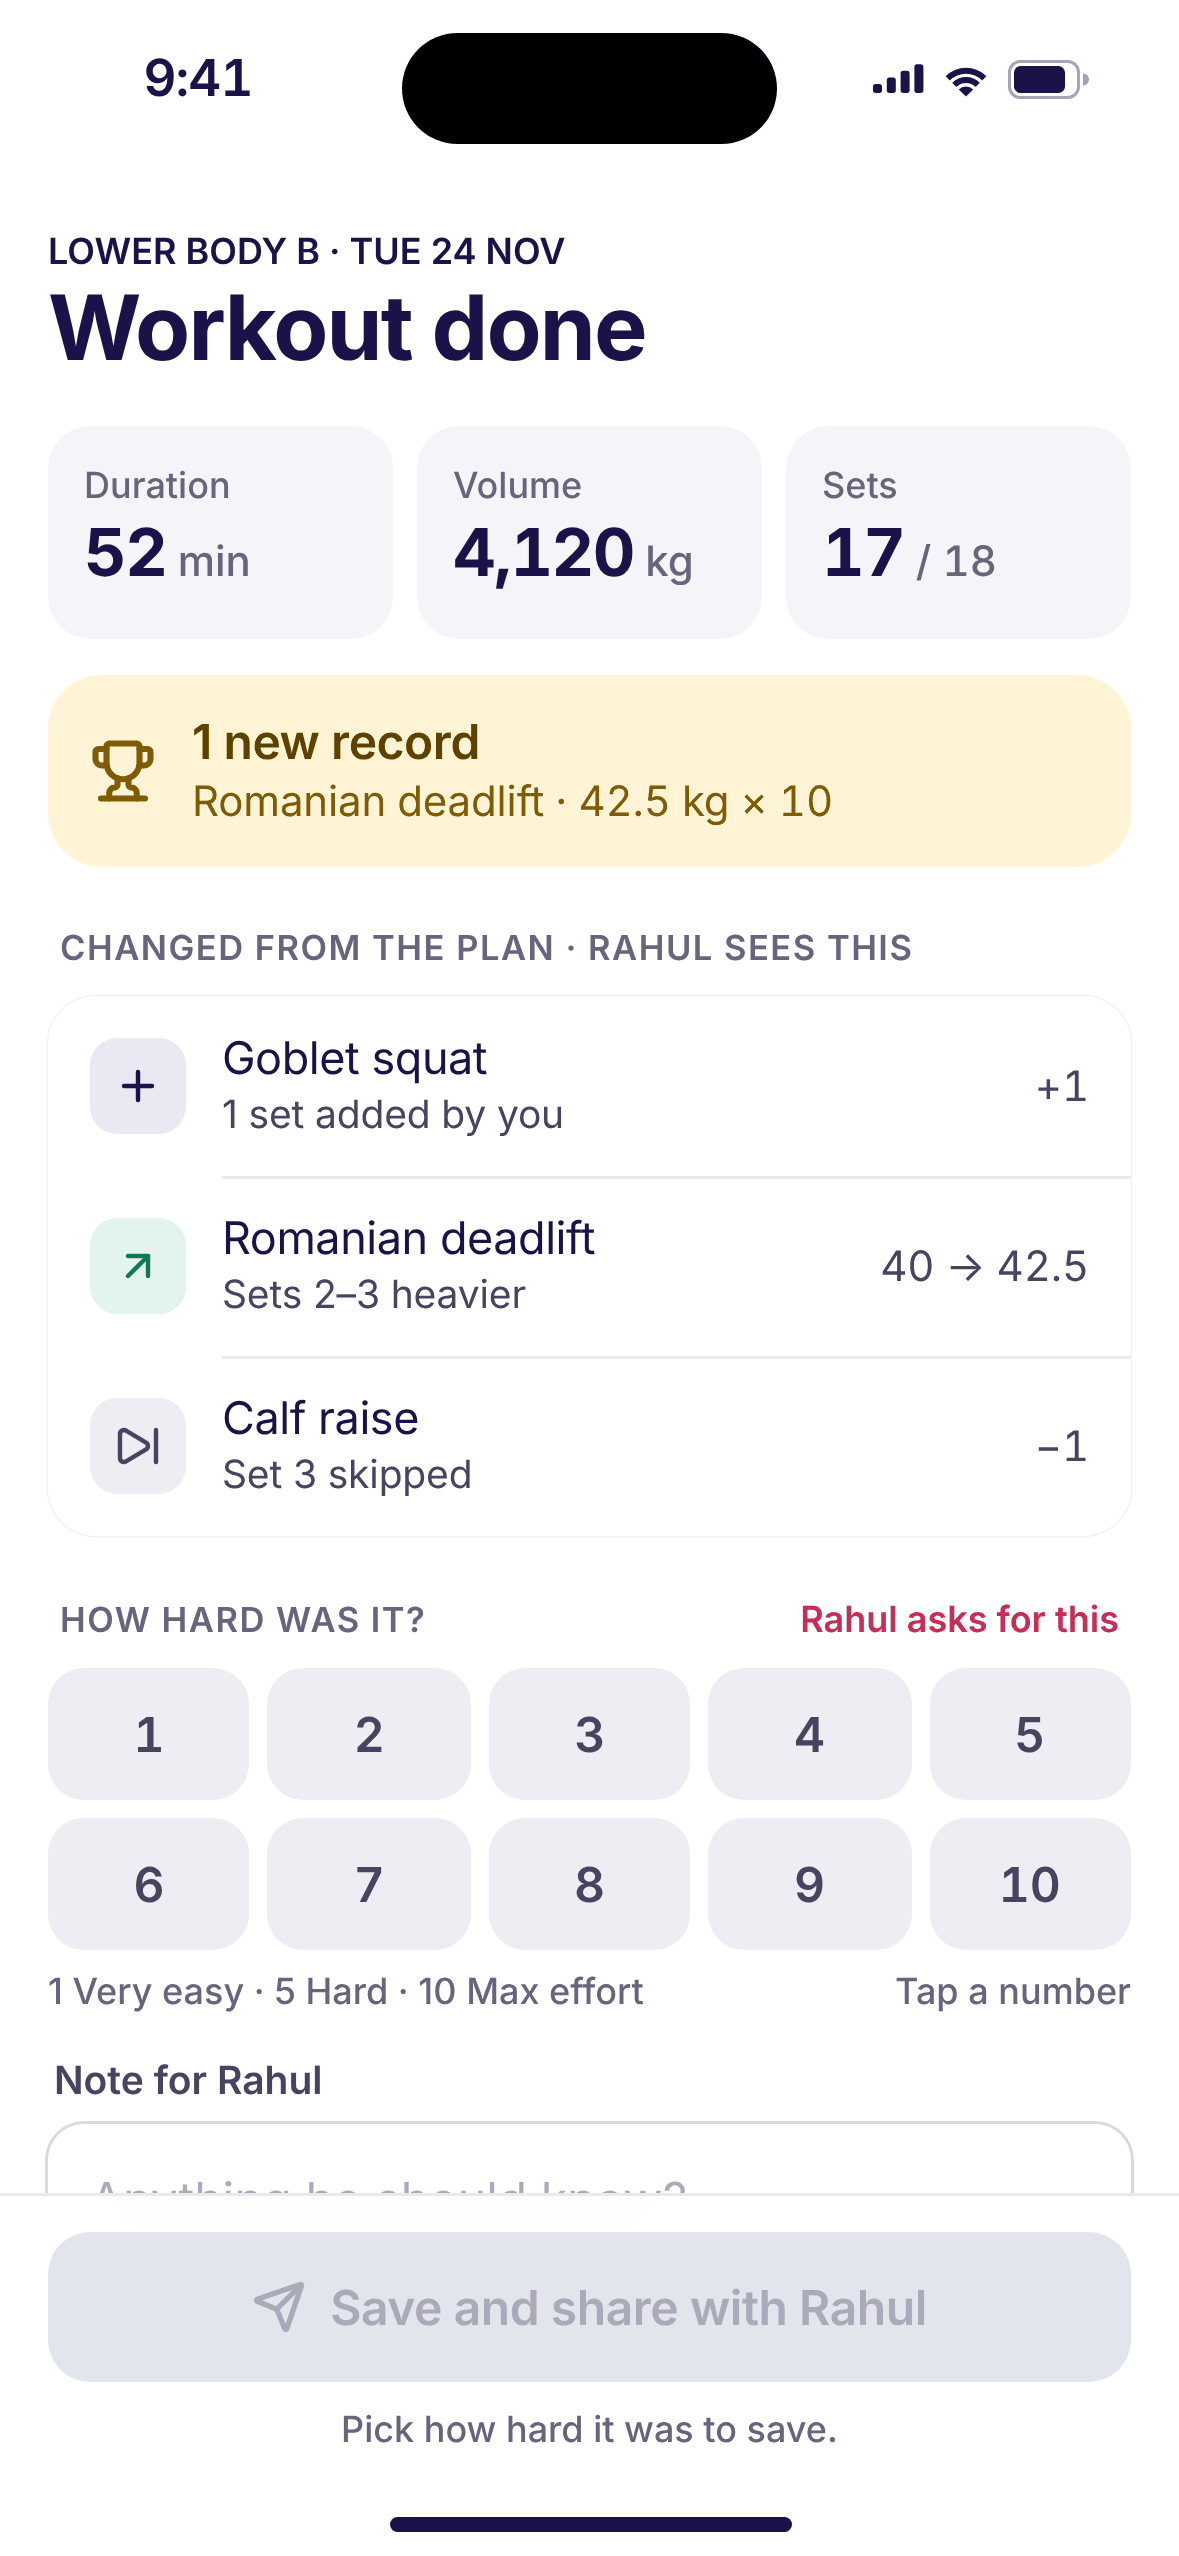 9:41
LOWER BODY B · TUE 24 NOV
Workout done
Duration
52 min
Volume
4,120 kg
Sets
17 / 18
1 new record
Romanian deadlift · 42.5 kg × 10
CHANGED FROM THE PLAN · RAHUL SEES THIS
Goblet squat
1 set added by you
+1
Romanian deadlift
Sets 2–3 heavier
40 → 42.5
Calf raise
Set 3 skipped
−1
HOW HARD WAS IT?
Rahul asks for this
1 2 3 4 5
6 7 8 9 10
1 Very easy · 5 Hard · 10 Max effort
Tap a number
Note for Rahul
Anything he should know?
Save and share with Rahul
Pick how hard it was to save.